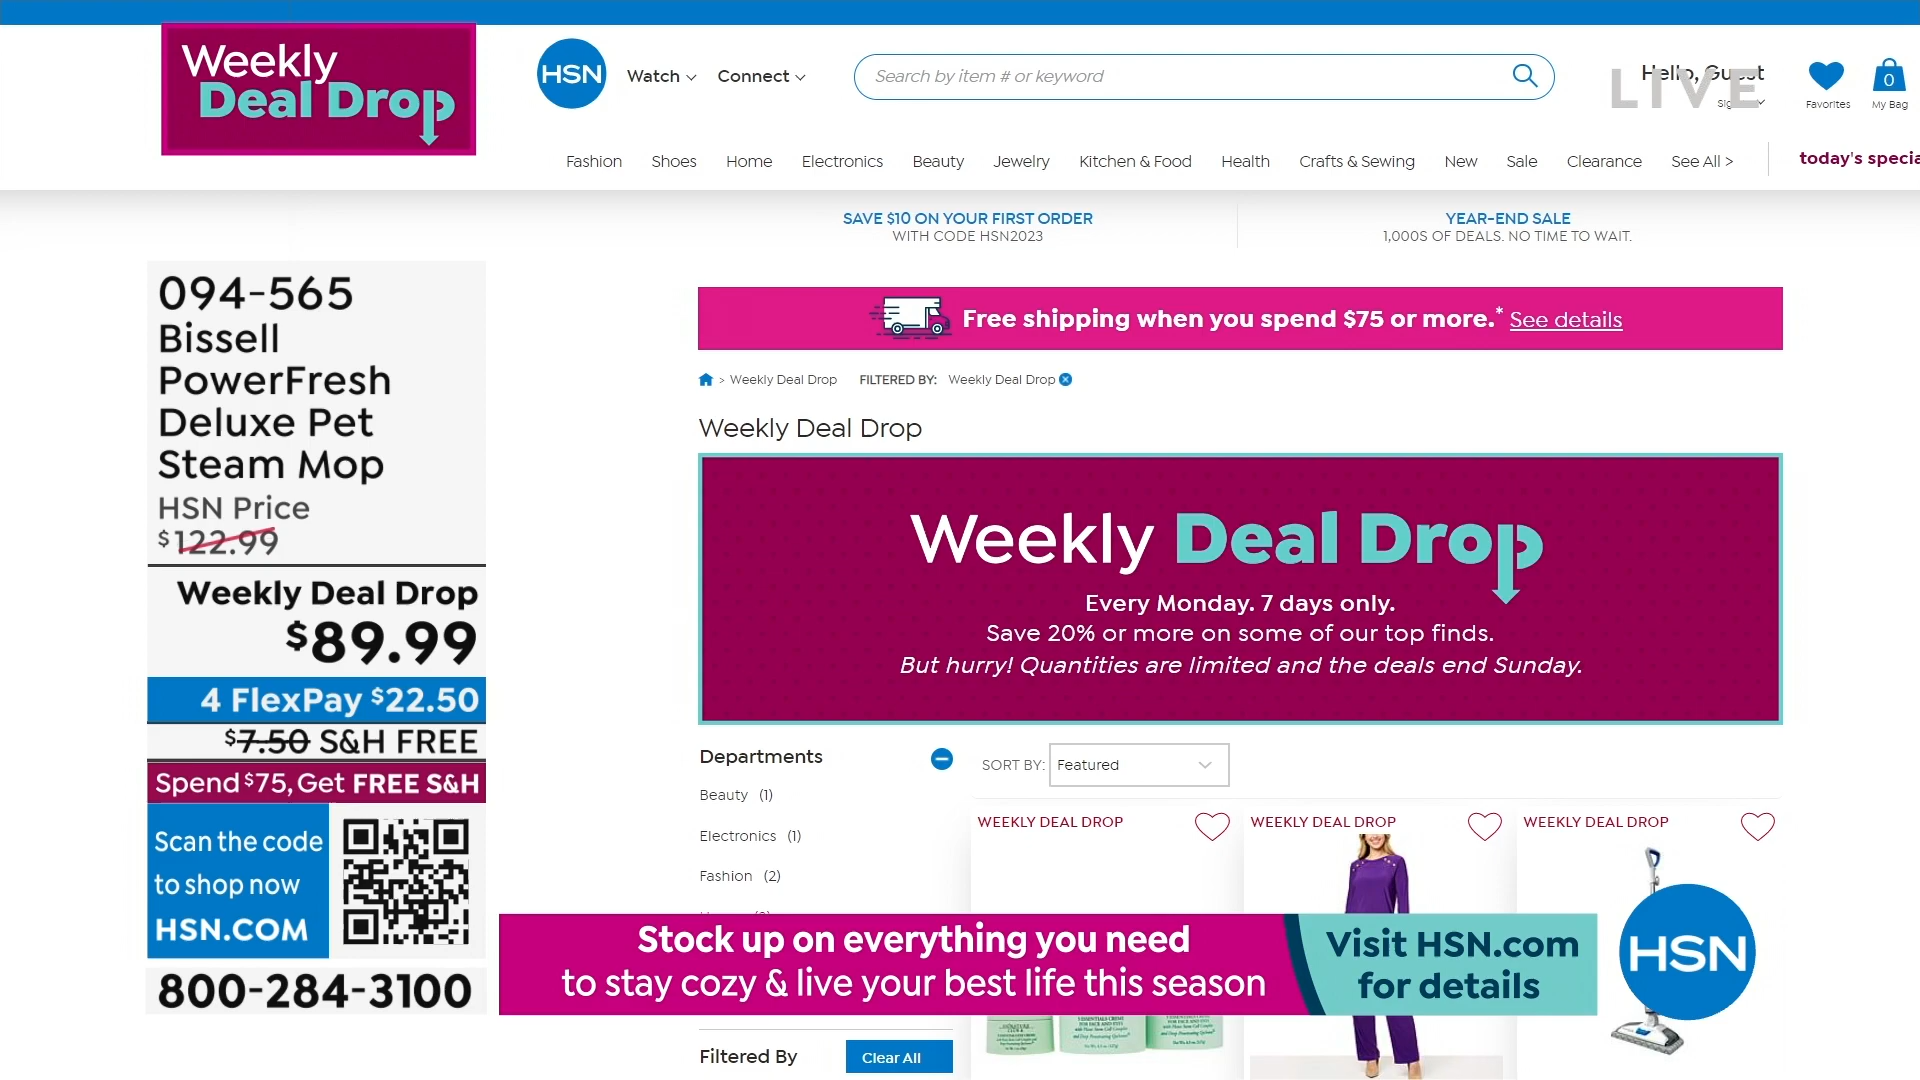 Weekly
Deal Drop
HSN
Watch
Connect
Search by item # or keyword
Hello, Guest
LIVE
Favorites
0
My Bag
Fashion
Shoes
Home
Electronics
Beauty
Jewelry
Kitchen & Food
Health
Crafts & Sewing
New
Sale
Clearance
See All >
today's specia
SAVE $10 ON YOUR FIRST ORDER
WITH CODE HSN2023
YEAR-END SALE
1,000S OF DEALS. NO TIME TO WAIT.
094-565
Bissell
PowerFresh
Deluxe Pet
Steam Mop
HSN Price
$122.99
Weekly Deal Drop
$89.99
4 FlexPay $22.50
$7.50 S&H FREE
Spend $75, Get FREE S&H
Scan the code
to shop now
HSN.COM
800-284-3100
Free shipping when you spend $75 or more.* See details
> Weekly Deal Drop FILTERED BY: Weekly Deal Drop
Weekly Deal Drop
Weekly Deal Drop
Every Monday. 7 days only.
Save 20% or more on some of our top finds.
But hurry! Quantities are limited and the deals end Sunday.
Departments
Beauty (1)
Electronics (1)
Fashion (2)
SORT BY: Featured
WEEKLY DEAL DROP
WEEKLY DEAL DROP
WEEKLY DEAL DROP
Stock up on everything you need
to stay cozy & live your best life this season
Visit HSN.com
for details
HSN
Filtered By
Clear All